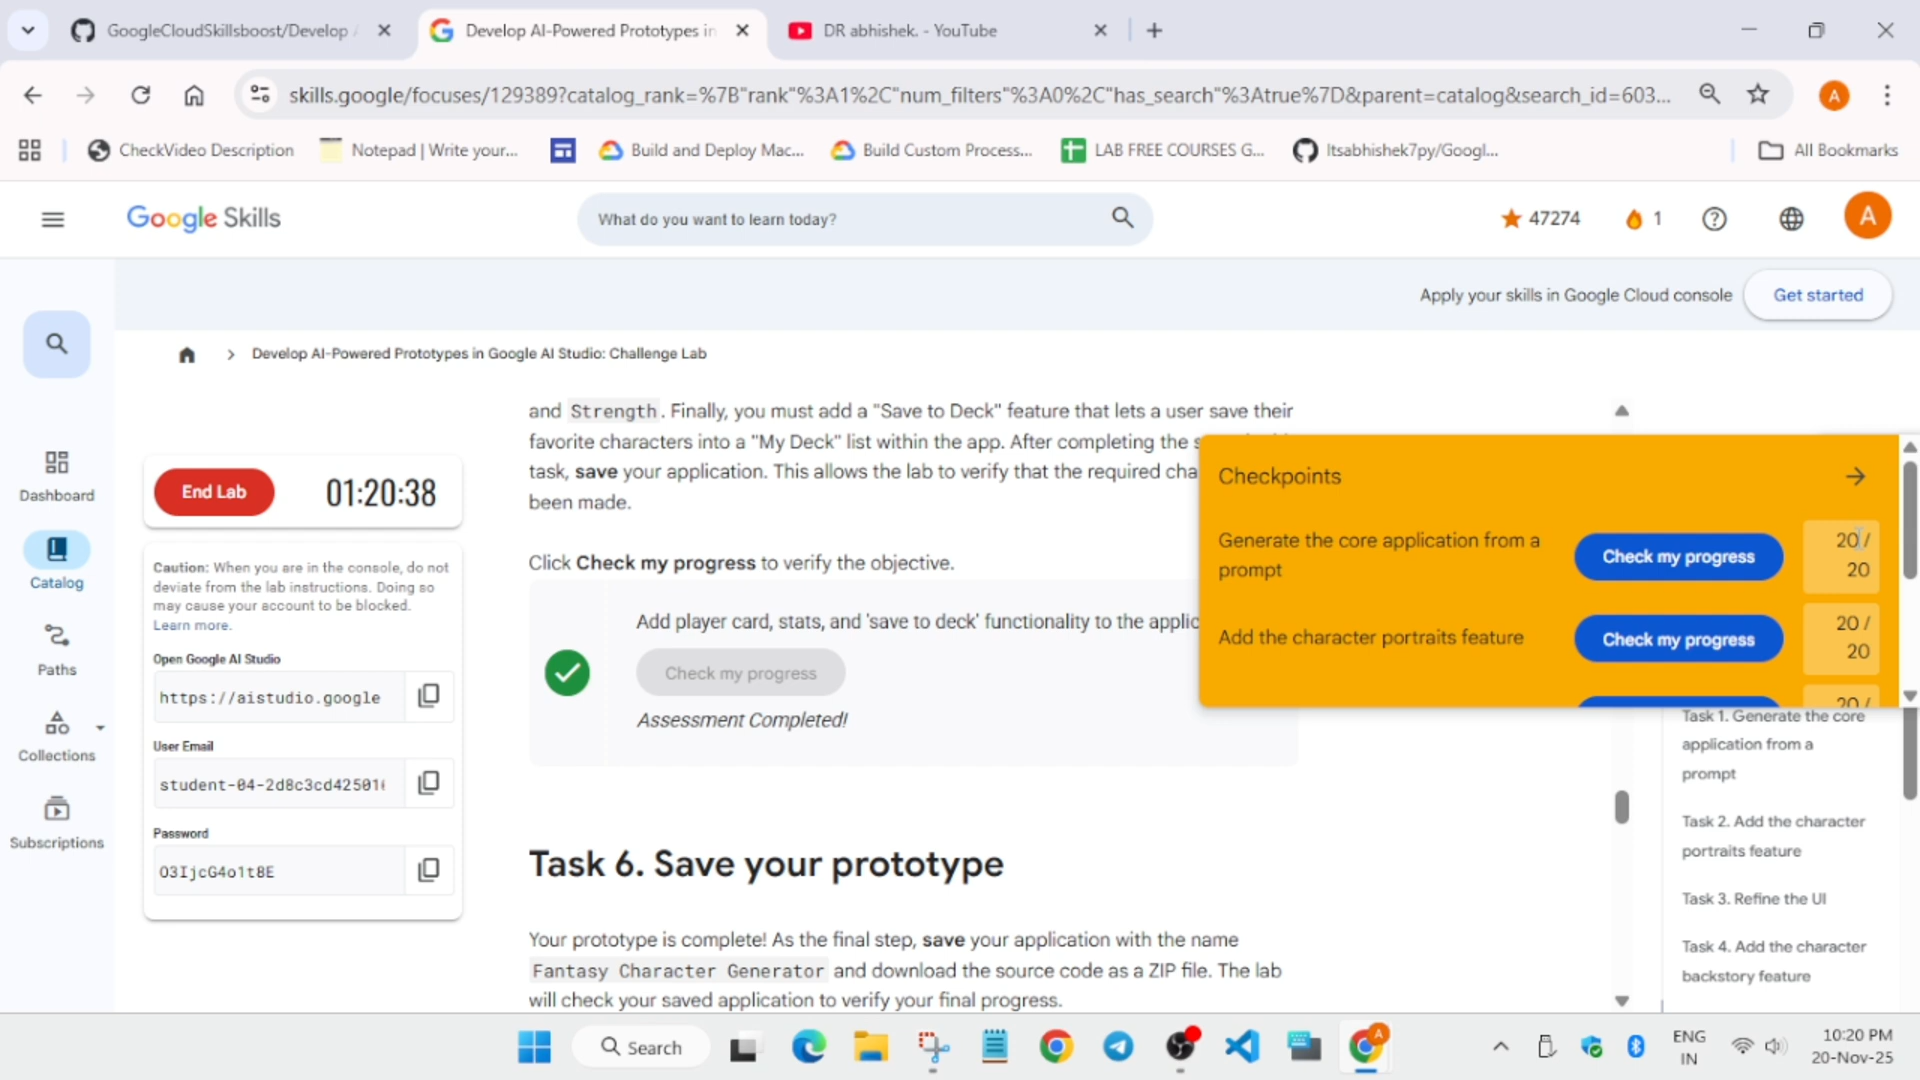 GoogleCloudSkillsboost/Develop
Develop AI-Powered Prototypes in
DR abhishek. - YouTube
skills.google/focuses/129389?catalog_rank=%7B"rank"%3A1%2C"num_filters"%3A0%2C"has_search"%3Atrue%7D&parent=catalog&search_id=603...
A
CheckVideo Description
Notepad | Write your...
Build and Deploy Mac...
Build Custom Process...
LAB FREE COURSES G...
Itsabhishek7py/Googl...
All Bookmarks
Google Skills
What do you want to learn today?
47274
1
A
Apply your skills in Google Cloud console
Get started
Develop AI-Powered Prototypes in Google AI Studio: Challenge Lab
Dashboard
Catalog
Paths
Collections
Subscriptions
End Lab
01:20:38
Caution: When you are in the console, do not
deviate from the lab instructions. Doing so
may cause your account to be blocked.
Learn more.
Open Google AI Studio
https://aistudio.google
User Email
student-04-2d8c3cd425016
Password
O3IjcG4o1t8E
and Strength. Finally, you must add a "Save to Deck" feature that lets a user save their
favorite characters into a "My Deck" list within the app. After completing the
task, save your application. This allows the lab to verify that the required cha
been made.
Click Check my progress to verify the objective.
Add player card, stats, and 'save to deck' functionality to the applic
Check my progress
Assessment Completed!
Task 6. Save your prototype
Your prototype is complete! As the final step, save your application with the name
Fantasy Character Generator and download the source code as a ZIP file. The lab
will check your saved application to verify your final progress.
Checkpoints
Generate the core application from a
prompt
Check my progress
20 /
20
Add the character portraits feature
Check my progress
20 /
20
20 /
Task 1. Generate the core
application from a
prompt
Task 2. Add the character
portraits feature
Task 3. Refine the UI
Task 4. Add the character
backstory feature
Search
A
ENG
IN
10:20 PM
20-Nov-25